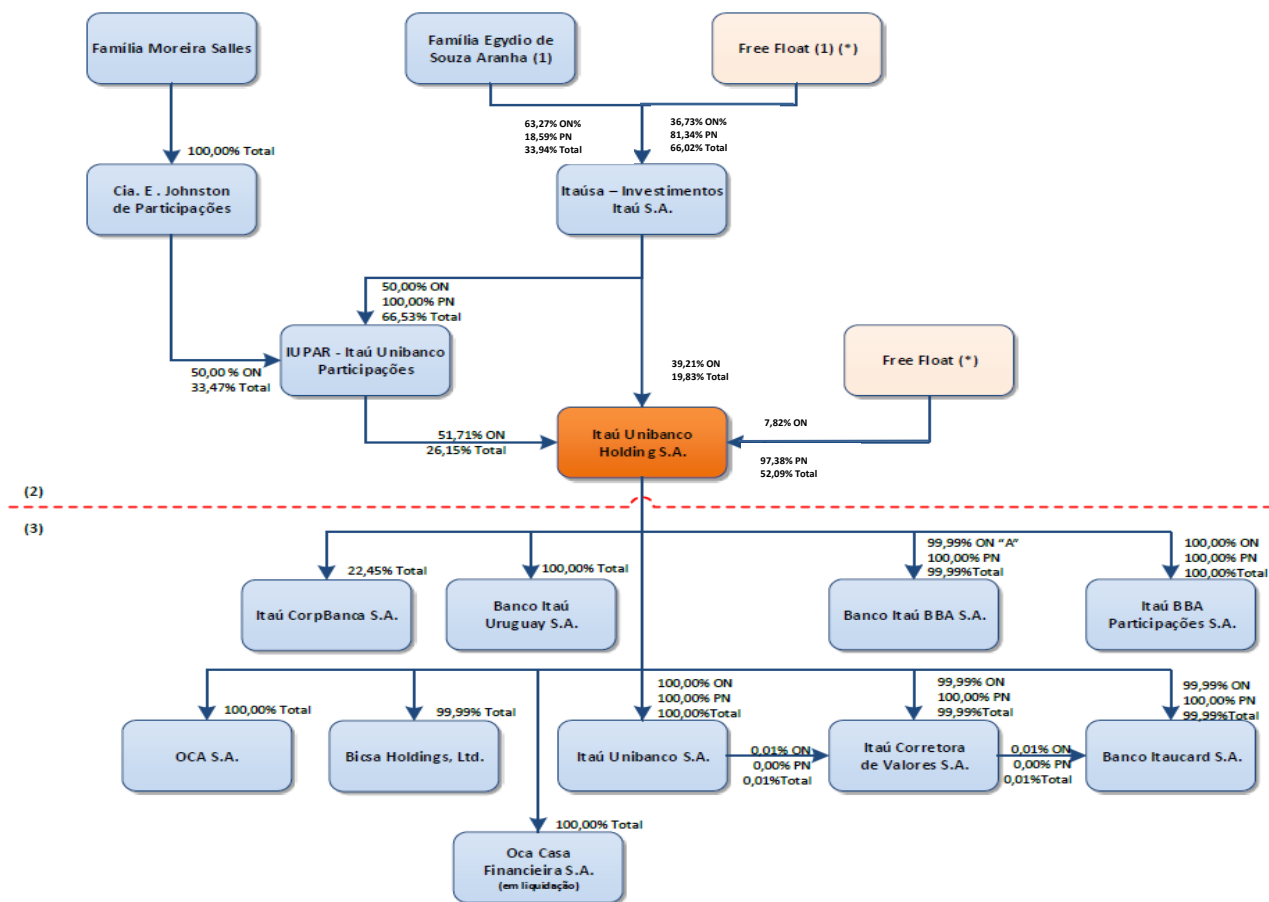 Família Moreira Salles
Família Egydio de
Souza Aranha (1)
Free Float (1) (*)
63,27% ON%
18,59% PN
33,94% Total
36,73% ON%
81,34% PN
66,02% Total
100,00% Total
Cia. E . Johnston
de Participações
Itaúsa – Investimentos
Itaú S.A.
50,00% ON
100,00% PN
66,53% Total
IUPAR - Itaú Unibanco
Participações
50,00 % ON
33,47% Total
39,21% ON
19,83% Total
Free Float (*)
51,71% ON
26,15% Total
Itaú Unibanco
Holding S.A.
7,82% ON
97,38% PN
52,09% Total
(2)
(3)
22,45% Total
100,00% Total
99,99% ON “A”
100,00% PN
99,99%Total
100,00% ON
100,00% PN
100,00%Total
Itaú CorpBanca S.A.
Banco Itaú
Uruguay S.A.
Banco Itaú BBA S.A.
Itaú BBA
Participações S.A.
100,00% Total
99,99% Total
100,00% ON
100,00% PN
100,00%Total
99,99% ON
100,00% PN
99,99%Total
99,99% ON
100,00% PN
99,99%Total
OCA S.A.
Bicsa Holdings, Ltd.
Itaú Unibanco S.A.
0,01% ON
0,00% PN
0,01%Total
Itaú Corretora
de Valores S.A.
0,01% ON
0,00% PN
0,01%Total
Banco Itaucard S.A.
100,00% Total
Oca Casa
Financieira S.A.
(em liquidação)